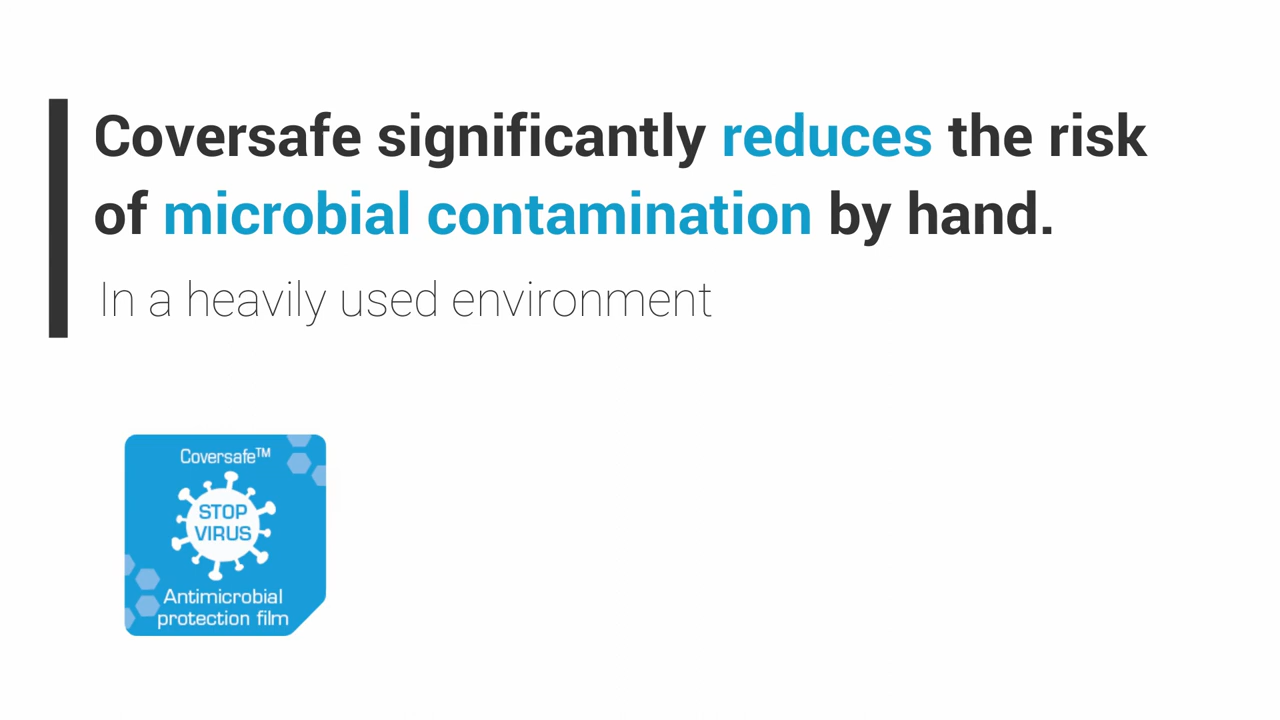 Coversafe significantly reduces the risk
of microbial contamination by hand.
In a heavily used environment
Coversafe™
STOP
VIRUS
Antimicrobial
protection film